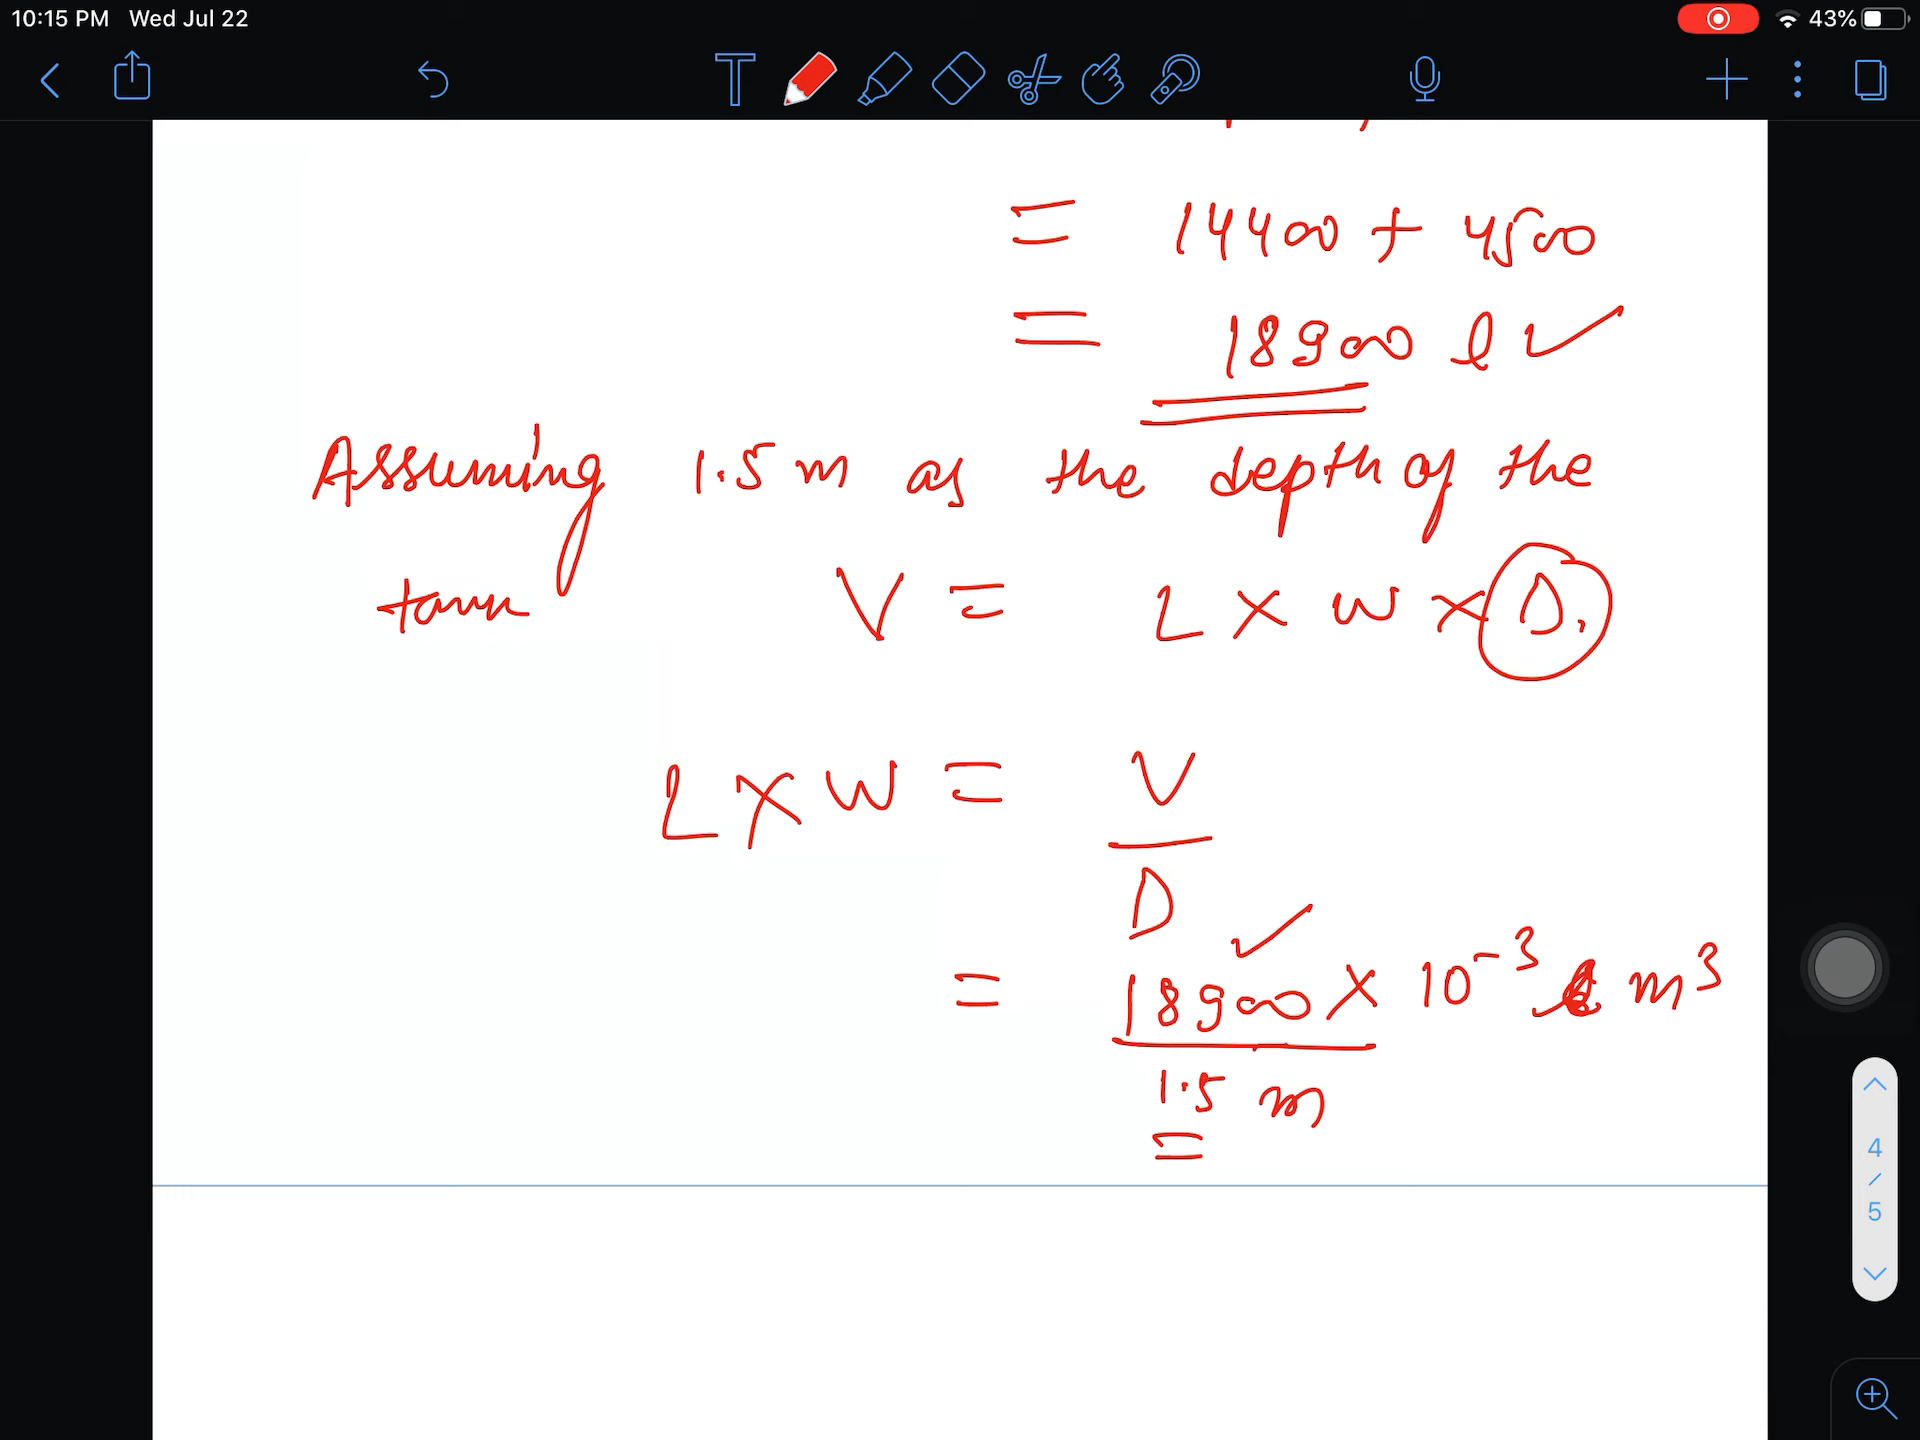 10:15 PM Wed Jul 22
43%
= 14400 + 4500
= 18900 l ✓
Assuming 1.5 m as the depth of the
tank V = L × W × D,
L × W = V
D
= 18900 × 10⁻³ m³
1.5 m
=
4
/
5